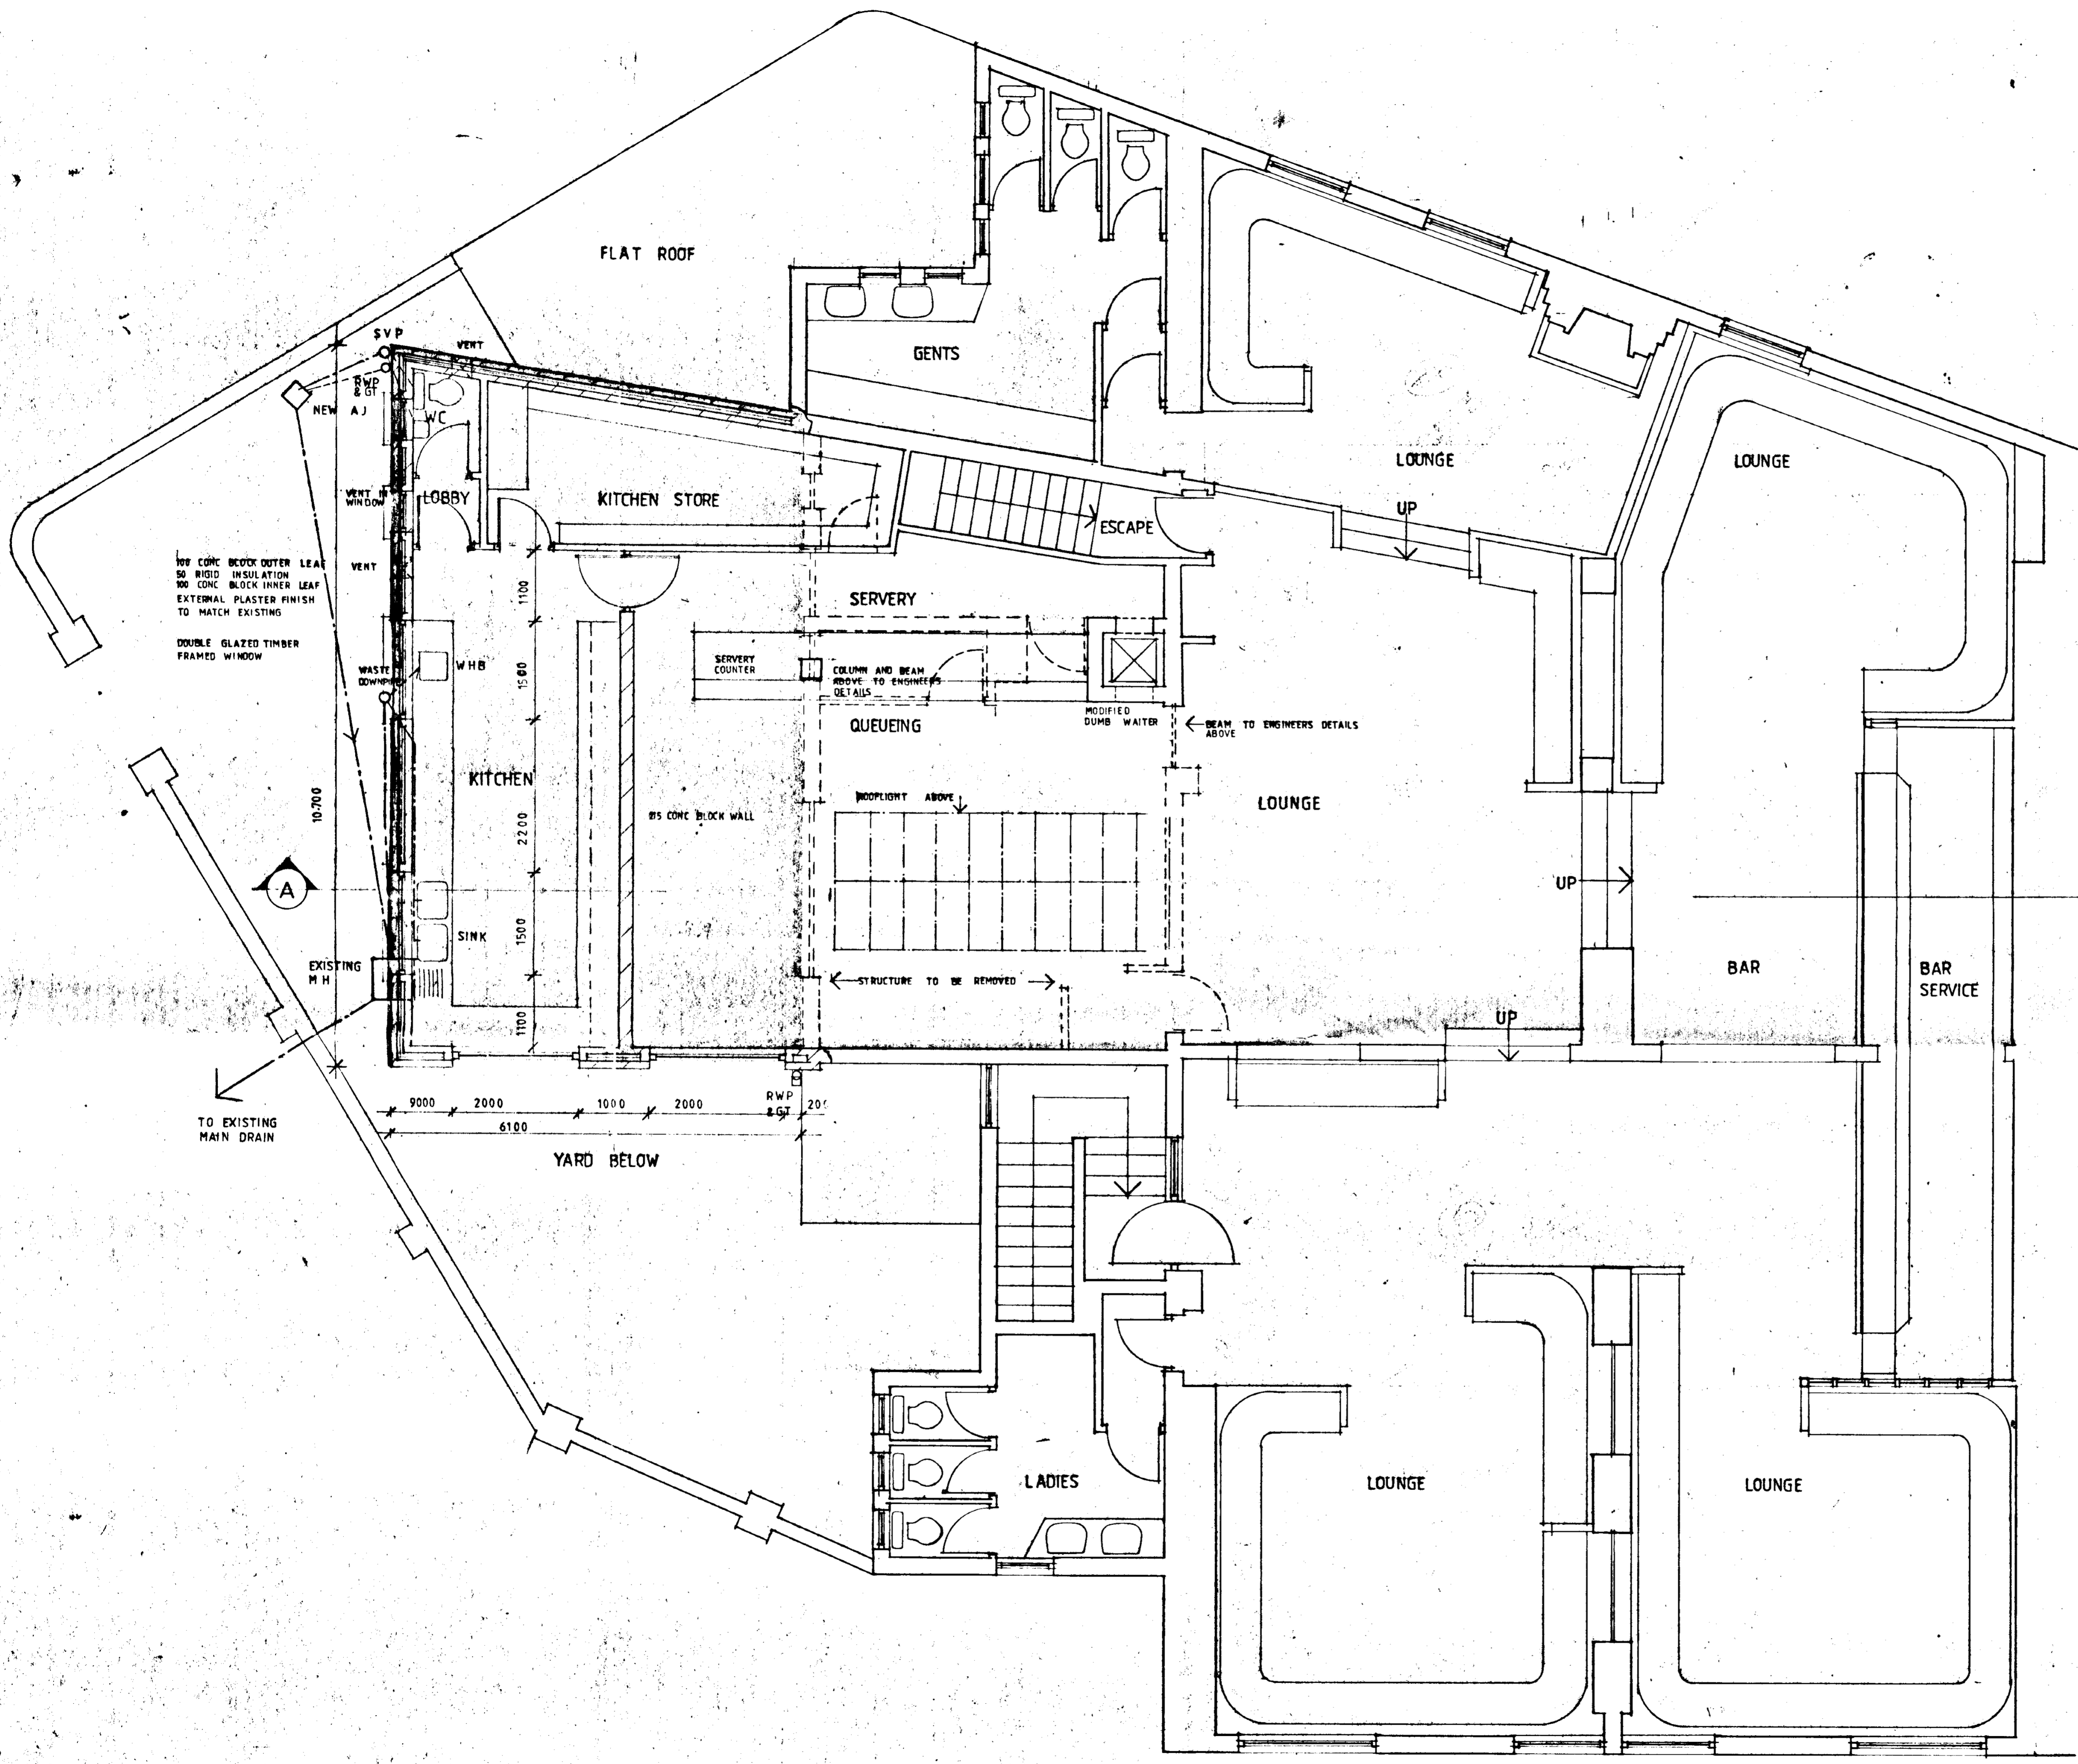 FLAT ROOF
GENTS
SVP
VENT
RWP
& GT
NEW AJ
WC
VENT IN
WINDOW
LOBBY
KITCHEN STORE
ESCAPE
LOUNGE
UP
LOUNGE
100 CONC BLOCK OUTER LEAF
50 RIGID INSULATION
100 CONC BLOCK INNER LEAF
EXTERNAL PLASTER FINISH
TO MATCH EXISTING
DOUBLE GLAZED TIMBER
FRAMED WINDOW
VENT
1100
SERVERY
WASTE
WHB
1500
SERVERY
COUNTER
COLUMN AND BEAM
ABOVE TO ENGINEERS
DETAILS
QUEUEING
MODIFIED
DUMB WAITER
BEAM TO ENGINEERS DETAILS
ABOVE
KITCHEN
10700
2200
215 CONC BLOCK WALL
ROOFLIGHT ABOVE
LOUNGE
UP
A
SINK
1500
EXISTING
MH
STRUCTURE TO BE REMOVED
BAR
BAR
SERVICE
1100
UP
9000
2000
1000
2000
RWP
& GT
6100
TO EXISTING
MAIN DRAIN
YARD BELOW
LADIES
LOUNGE
LOUNGE